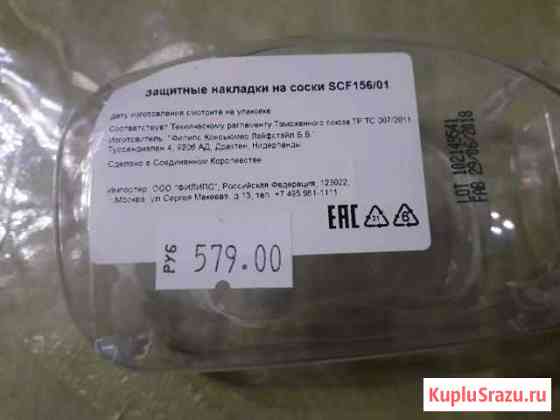 Защитные накладки на соски SCF156/01
Дату изготовления смотрите на упаковке
Соответствует Техническому регламенту Таможенного союза ТР ТС 007/2011
Изготовитель: "Филипс Консьюмер Лайфстайл Б.В."
Туссендиепен 4, 9206 АД, Драхтен, Нидерланды
Сделано в Соединенном Королевстве
Импортер: ООО "ФИЛИПС", Российская Федерация, 123022,
г.Москва, ул.Сергея Макеева, д.13, тел. +7 495 961-1111
EAC 21 6
РУБ 579.00
LOT 102149541
FAB 29/06/2018
KupluSrazu.ru